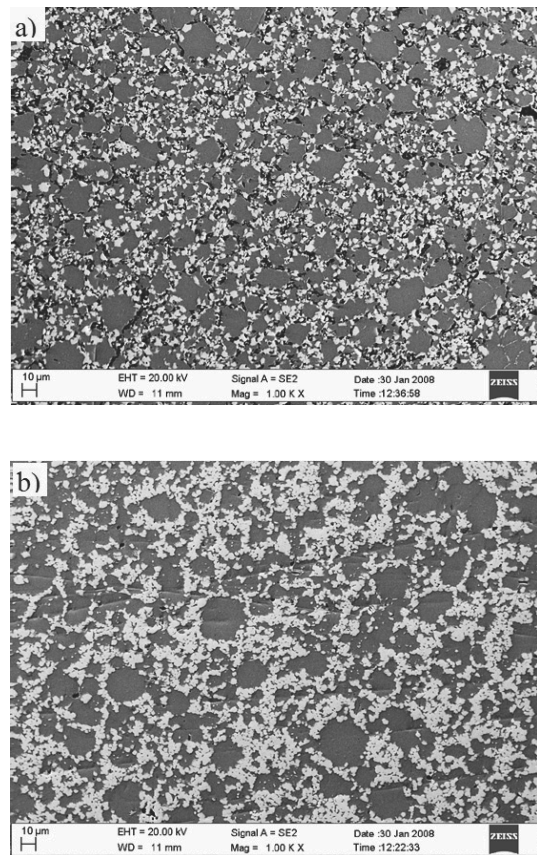 a)
10 µm EHT = 20.00 kV Signal A = SE2 Date :30 Jan 2008 ZEISS
WD = 11 mm Mag = 1.00 K X Time :12:36:58
b)
10 µm EHT = 20.00 kV Signal A = SE2 Date :30 Jan 2008 ZEISS
WD = 11 mm Mag = 1.00 K X Time :12:22:33